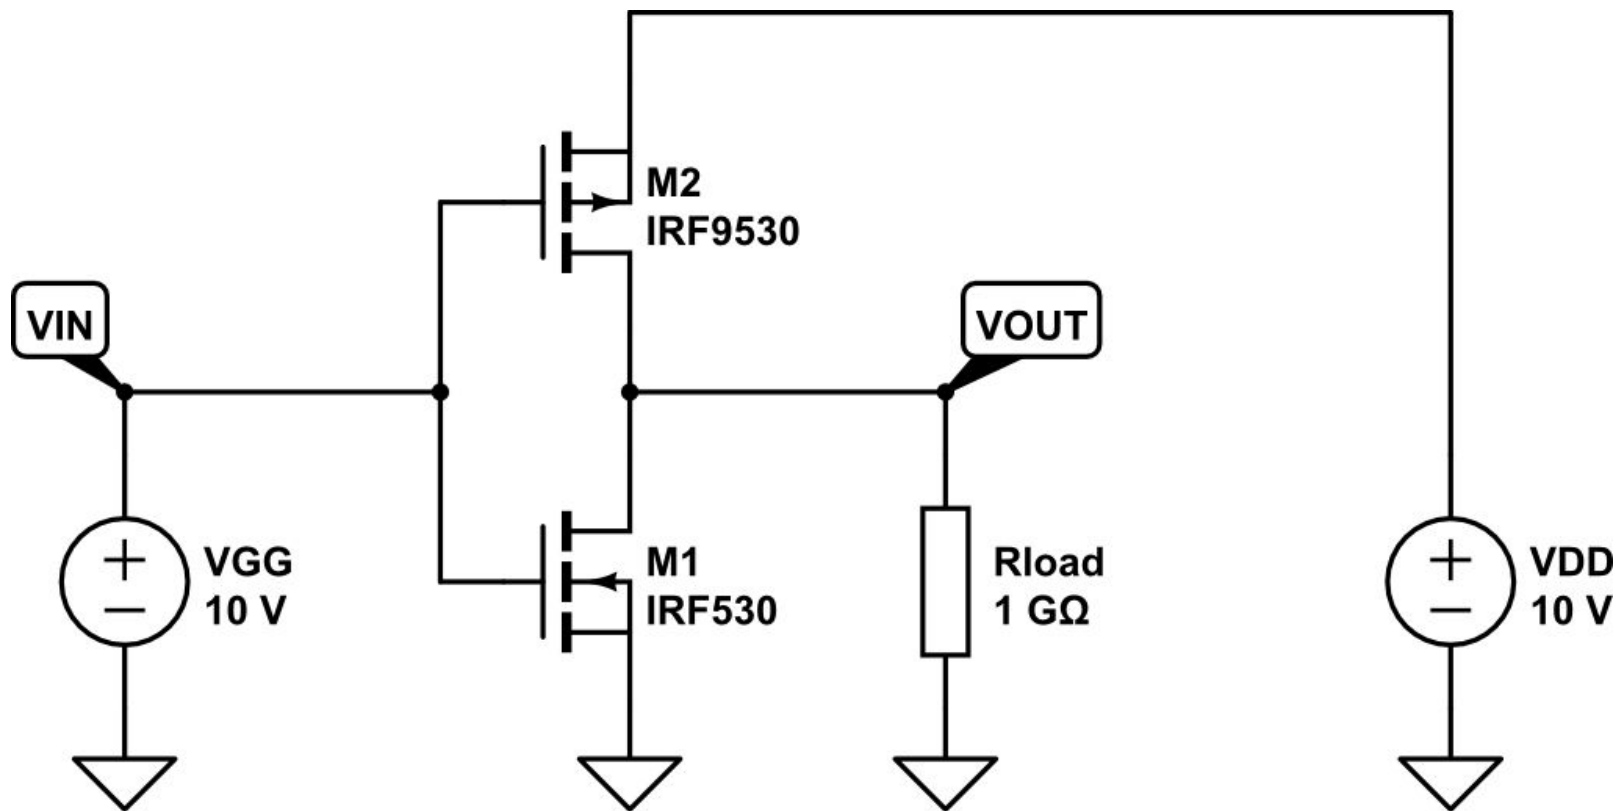 M2
IRF9530
VIN
VOUT
VGG
10 V
M1
IRF530
Rload
1 GΩ
VDD
10 V